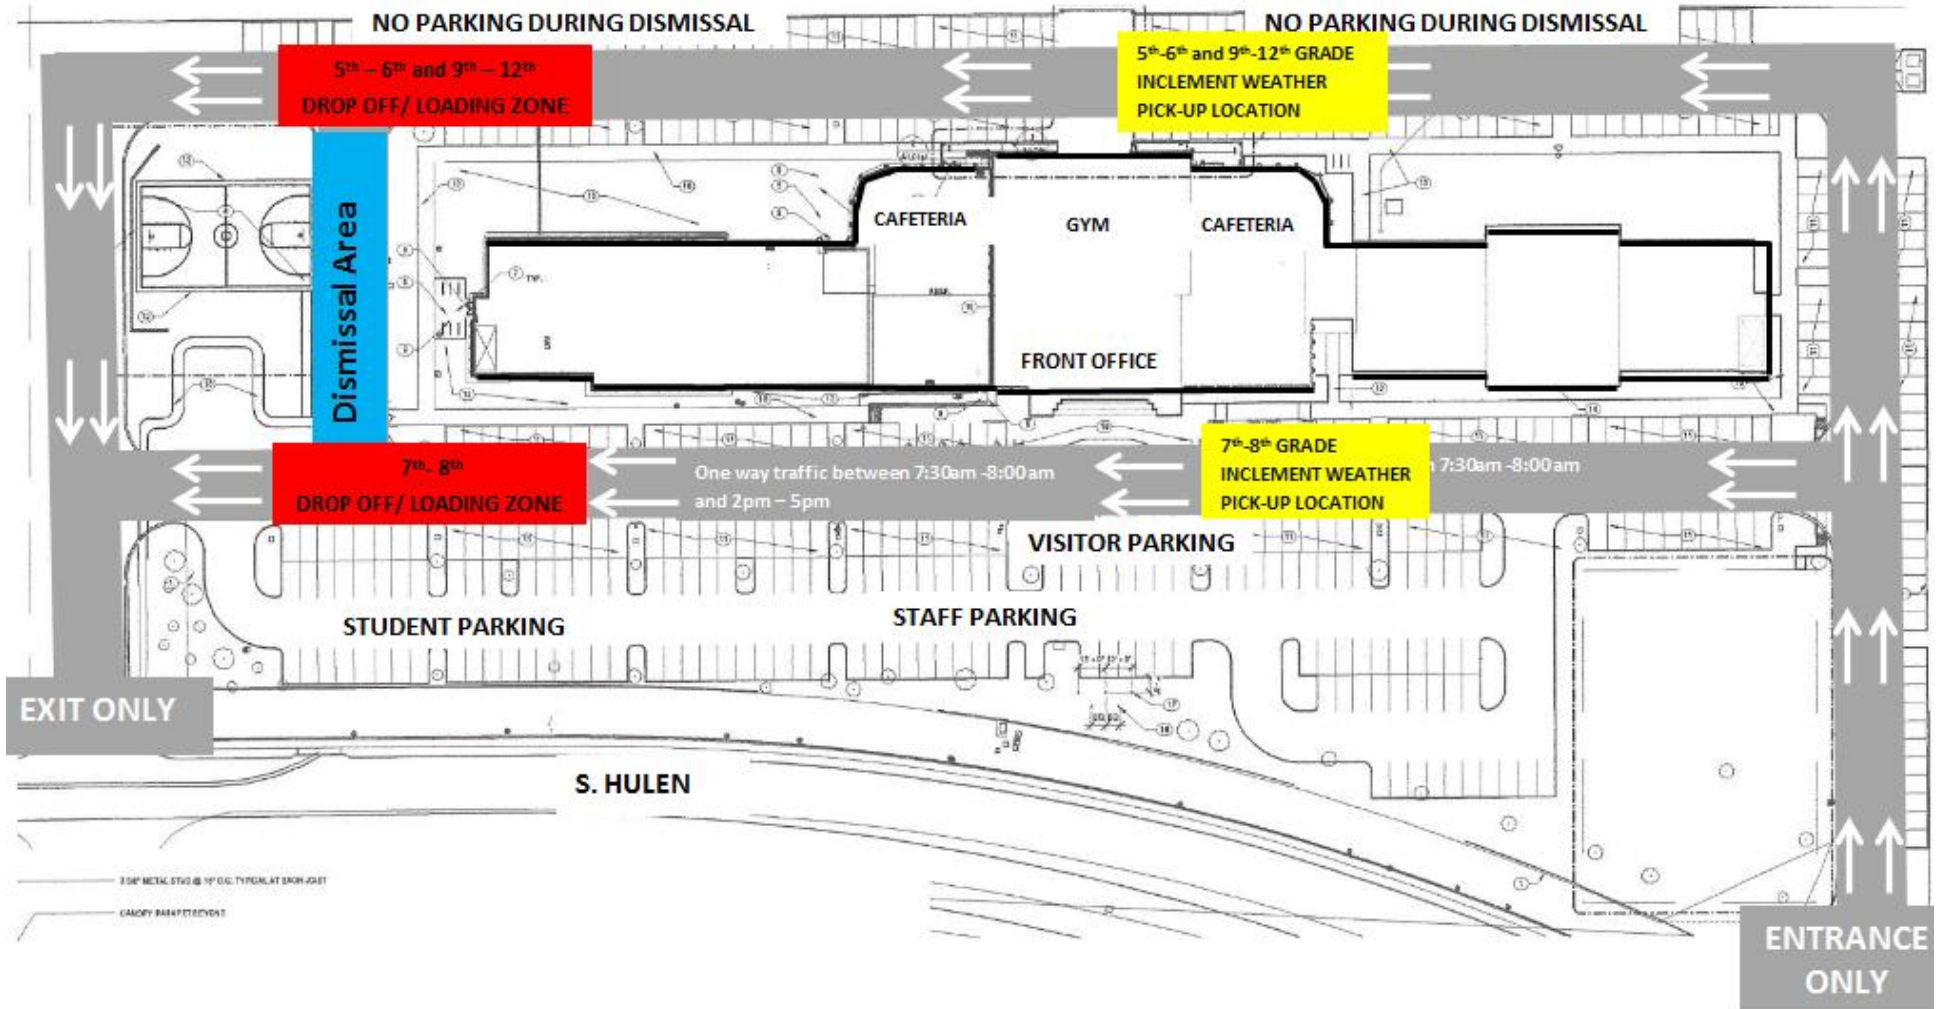 NO PARKING DURING DISMISSAL
NO PARKING DURING DISMISSAL
5th – 6th and 9th – 12th
DROP OFF/ LOADING ZONE
5th-6th and 9th-12th GRADE
INCLEMENT WEATHER
PICK-UP LOCATION
Dismissal Area
CAFETERIA
GYM
CAFETERIA
FRONT OFFICE
7th- 8th
DROP OFF/ LOADING ZONE
One way traffic between 7:30am -8:00am
and 2pm – 5pm
7th-8th GRADE
INCLEMENT WEATHER
PICK-UP LOCATION
7:30am -8:00am
VISITOR PARKING
STUDENT PARKING
STAFF PARKING
EXIT ONLY
S. HULEN
CANOPY PARAPET BEYOND
ENTRANCE
ONLY